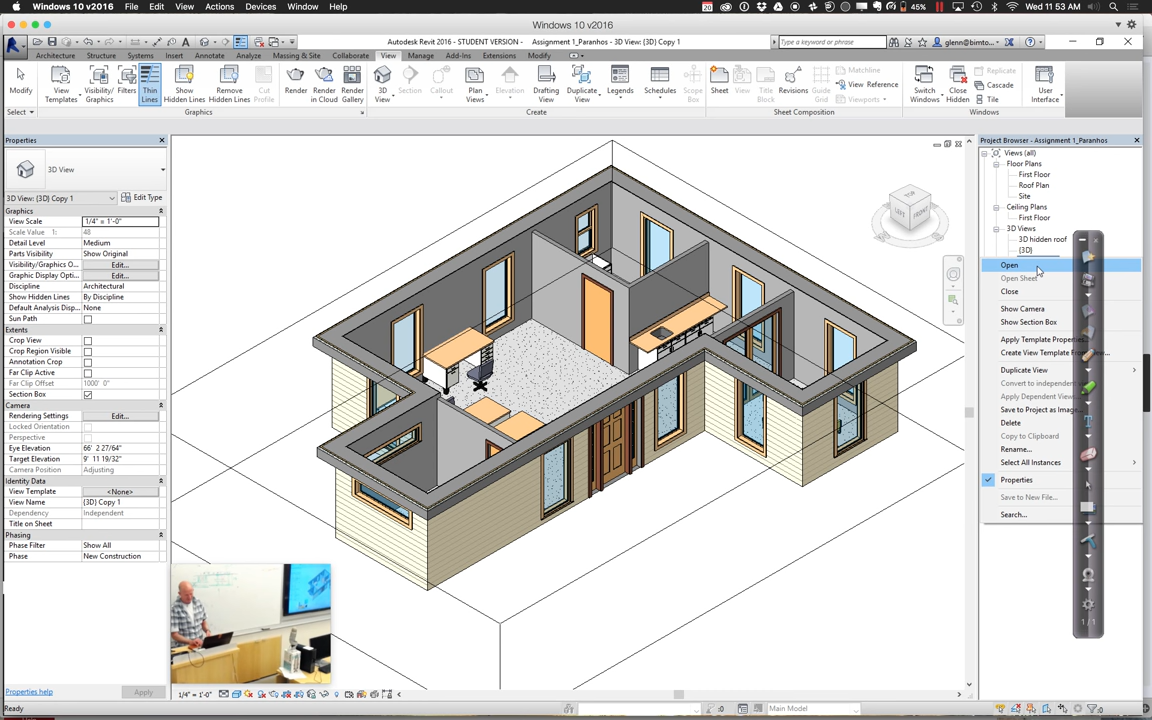 Windows 10 v2016 File Edit View Actions Devices Window Help 20 45% Wed 11 53 AM
Windows 10 v2016
Autodesk Revit 2016 - STUDENT VERSION - Assignment 1_Paranhos - 3D View: {3D} Copy 1 Type a keyword or phrase glenn@bimto...
Architecture Structure Systems Insert Annotate Analyze Massing & Site Collaborate View Manage Add-Ins Extensions Modify
Modify View Templates Visibility/ Graphics Filters Thin Lines Show Hidden Lines Remove Hidden Lines Cut Profile Render Render in Cloud Render Gallery 3D View Section Callout Plan Views Elevation Drafting View Duplicate View Legends Schedules Scope Box Sheet View Title Block Revisions Guide Grid Matchline View Reference Viewports Switch Windows Close Hidden Replicate Cascade Tile User Interface
Select Graphics Create Sheet Composition Windows
Properties
3D View
3D View: {3D} Copy 1 Edit Type
Graphics
View Scale 1/4" = 1'-0"
Scale Value 1: 48
Detail Level Medium
Parts Visibility Show Original
Visibility/Graphics O... Edit...
Graphic Display Opti... Edit...
Discipline Architectural
Show Hidden Lines By Discipline
Default Analysis Disp... None
Sun Path
Extents
Crop View
Crop Region Visible
Annotation Crop
Far Clip Active
Far Clip Offset 1000' 0"
Section Box
Camera
Rendering Settings Edit...
Locked Orientation
Perspective
Eye Elevation 66' 2 27/64"
Target Elevation 9' 11 19/32"
Camera Position Adjusting
Identity Data
View Template <None>
View Name {3D} Copy 1
Dependency Independent
Title on Sheet
Phasing
Phase Filter Show All
Phase New Construction
Properties help Apply
TOP
LEFT FRONT
Project Browser - Assignment 1_Paranhos
Views (all)
Floor Plans
First Floor
Roof Plan
Site
Ceiling Plans
First Floor
3D Views
3D hidden roof
{3D}
Open
Open Sheet
Close
Show Camera
Show Section Box
Apply Template Properties...
Create View Template From View...
Duplicate View
Convert to independent
Apply Dependent View
Save to Project as Image...
Delete
Copy to Clipboard
Rename...
Select All Instances
Properties
Save to New File...
Search...
1 / 1
1/4" = 1'-0"
Ready :0 Main Model :0